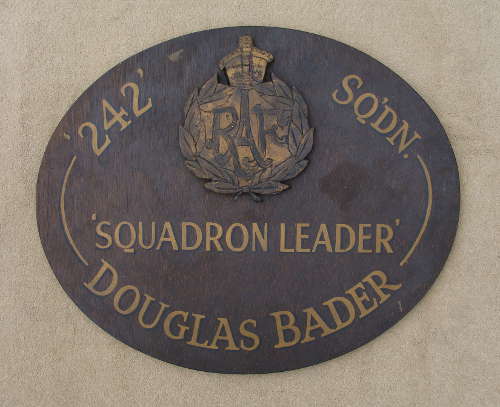 '242' SQ'DN.
RAF
'SQUADRON LEADER'
DOUGLAS BADER